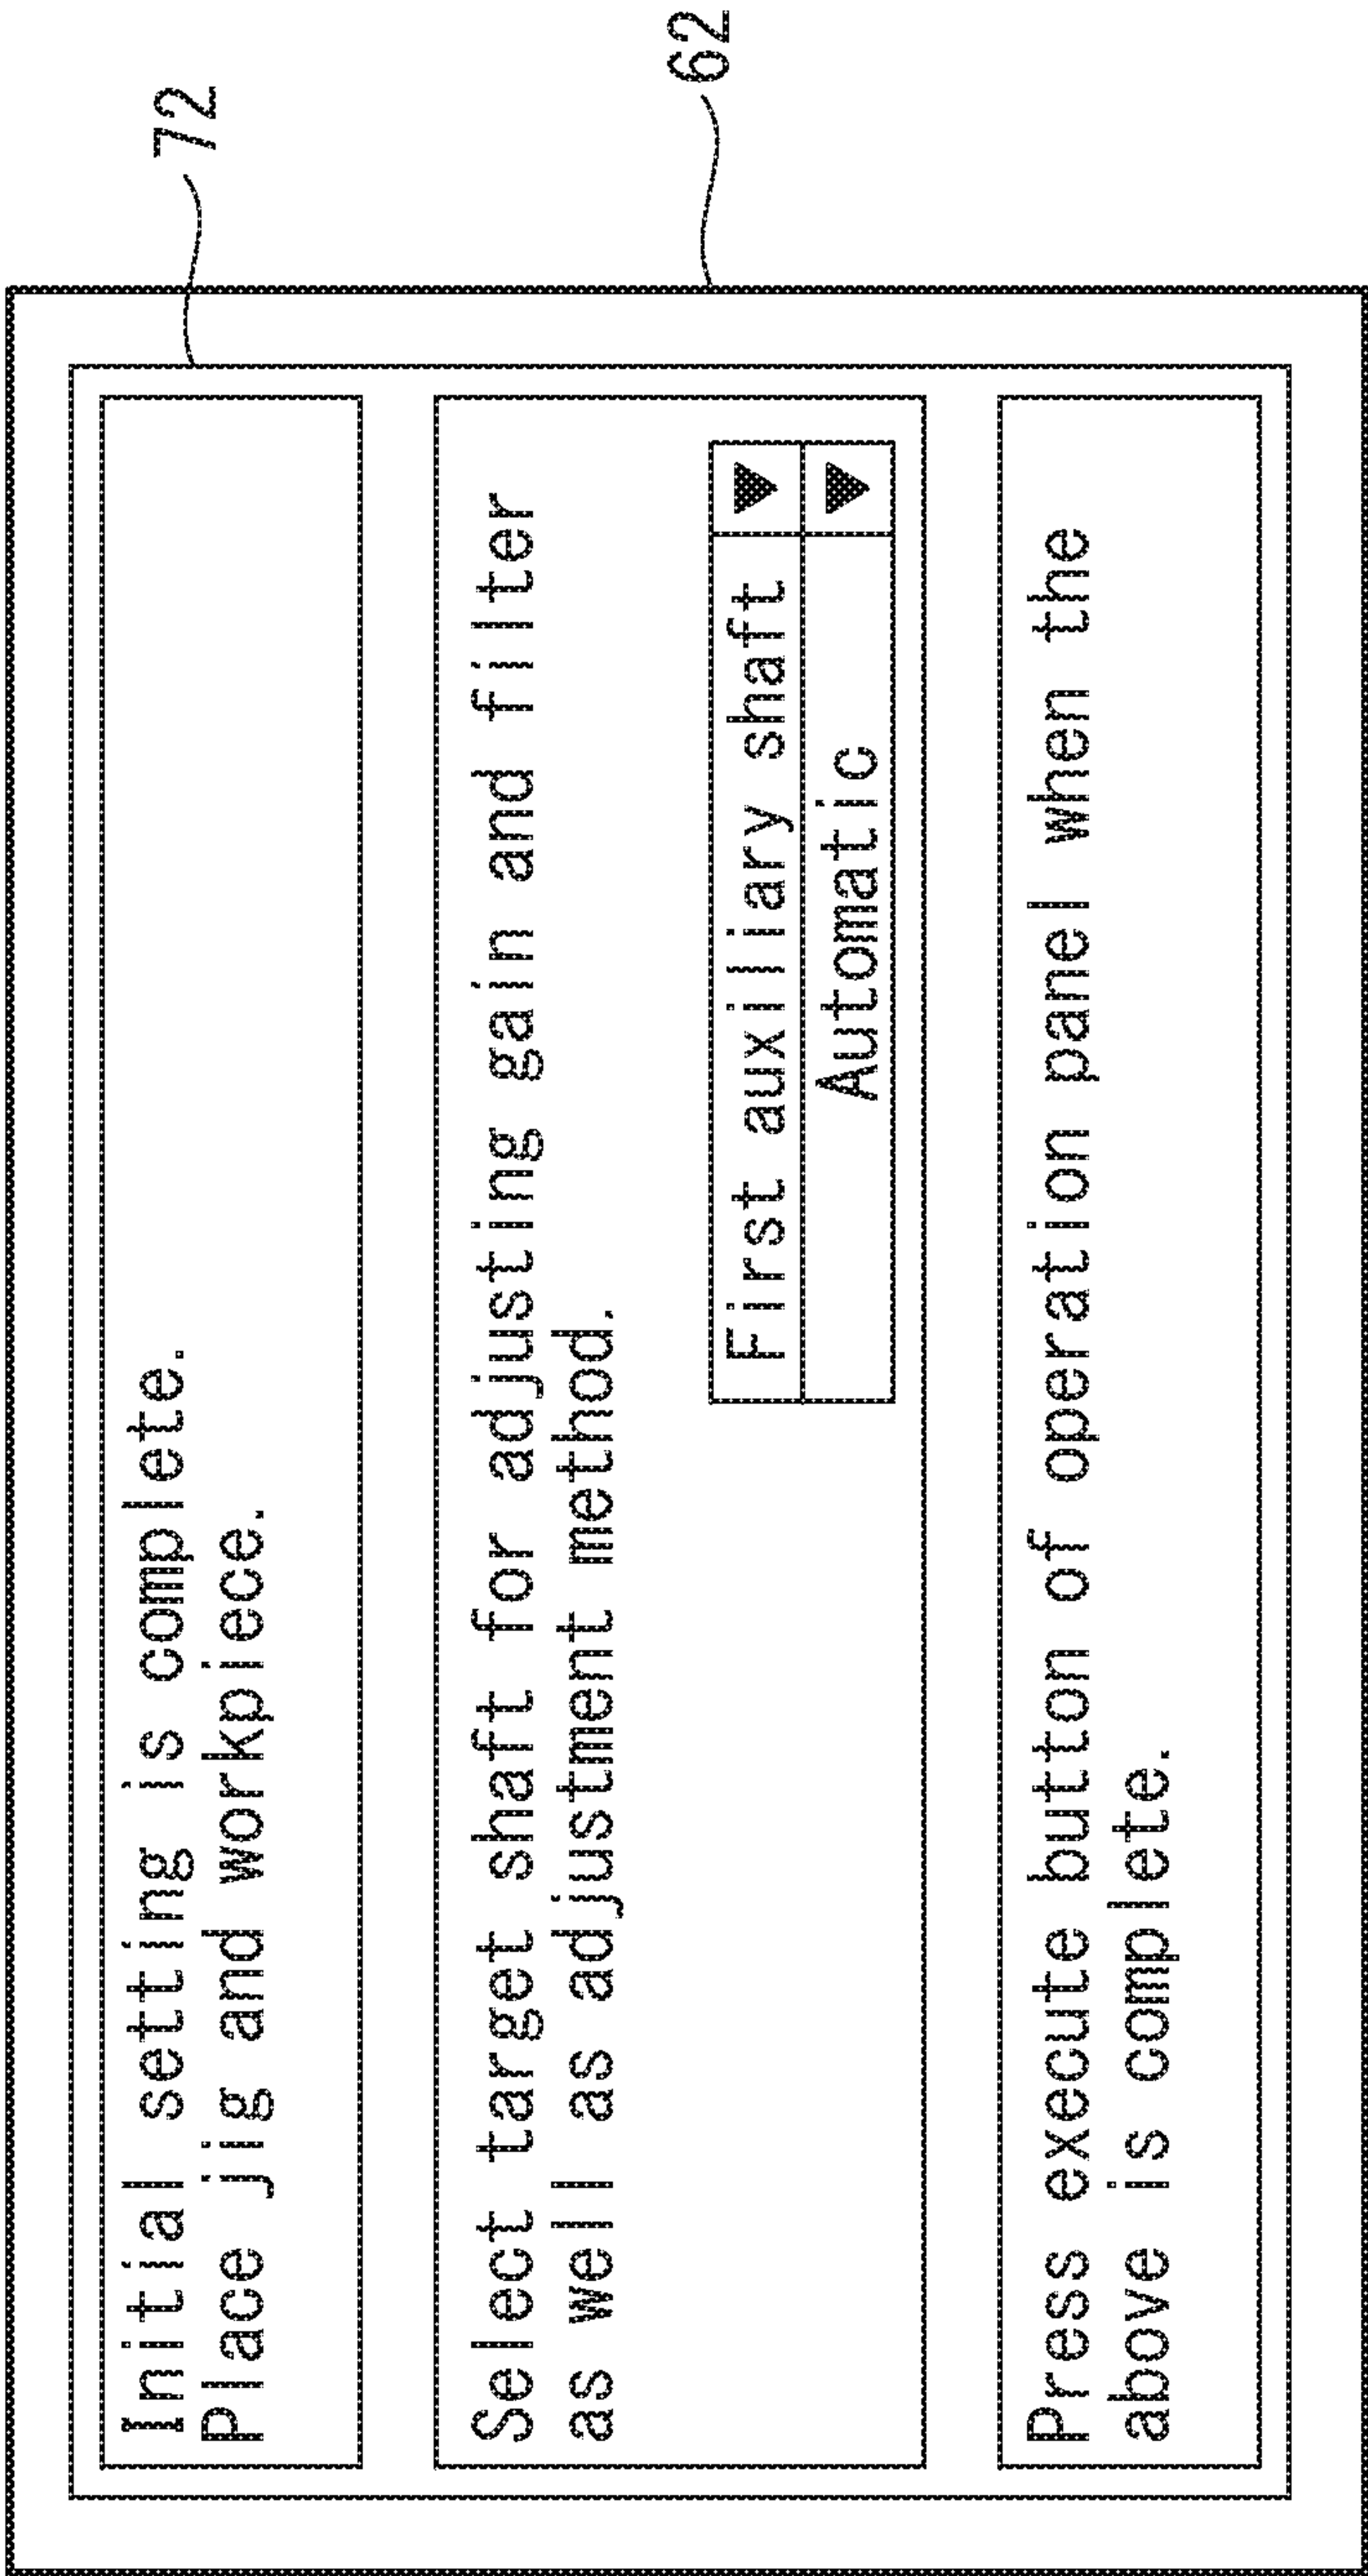 Initial setting is complete.
Place jig and workpiece.
Select target shaft for adjusting gain and filter
as well as adjustment method.
First auxiliary shaft ▼
Automatic ▼
Press execute button of operation panel when the
above is complete.
72
62